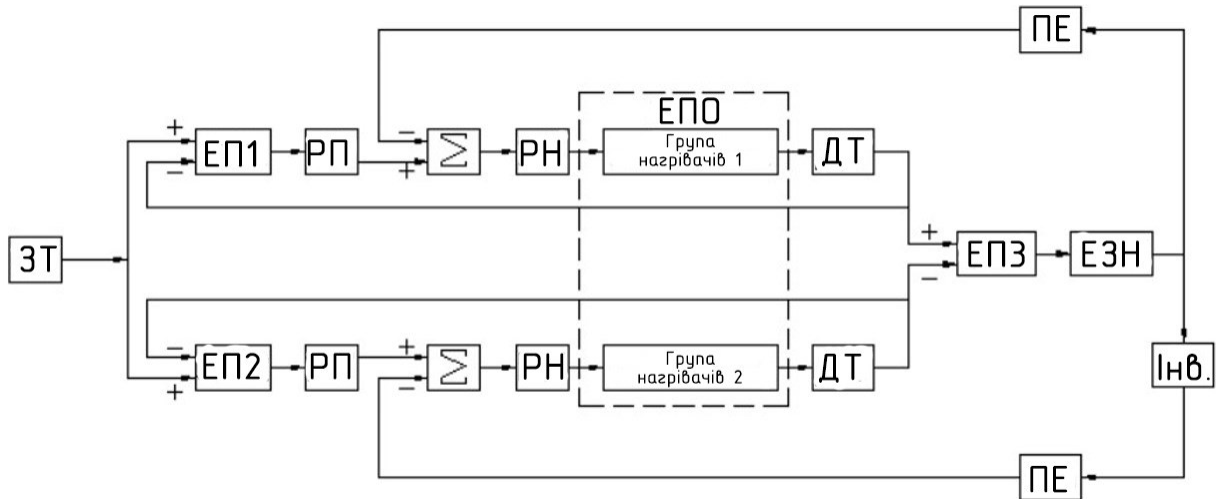 ПЕ
ЕПО
+
ЕП1
РП
−
Σ
+
РН
Група
нагрівачів 1
ДТ
−
ЗТ
+
ЕП3
ЕЗН
−
−
ЕП2
РП
+
Σ
−
РН
Група
нагрівачів 2
ДТ
Інв.
+
ПЕ